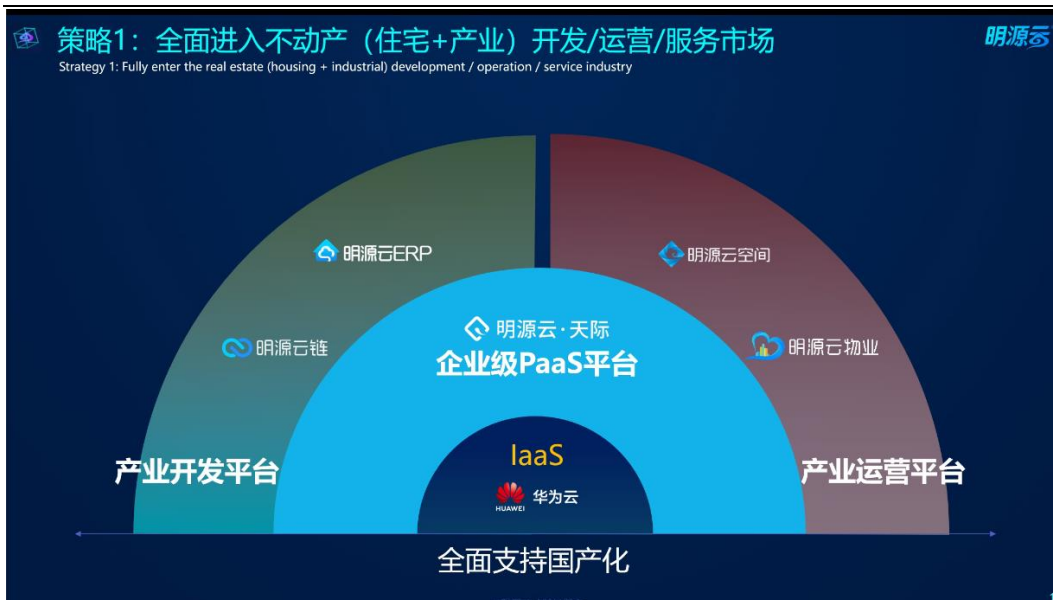 策略1：全面进入不动产（住宅+产业）开发/运营/服务市场
明源云
Strategy 1: Fully enter the real estate (housing + industrial) development / operation / service industry
明源云ERP
明源云空间
明源云·天际
企业级PaaS平台
明源云链
明源云物业
IaaS
HUAWEI
华为云
产业开发平台
产业运营平台
全面支持国产化